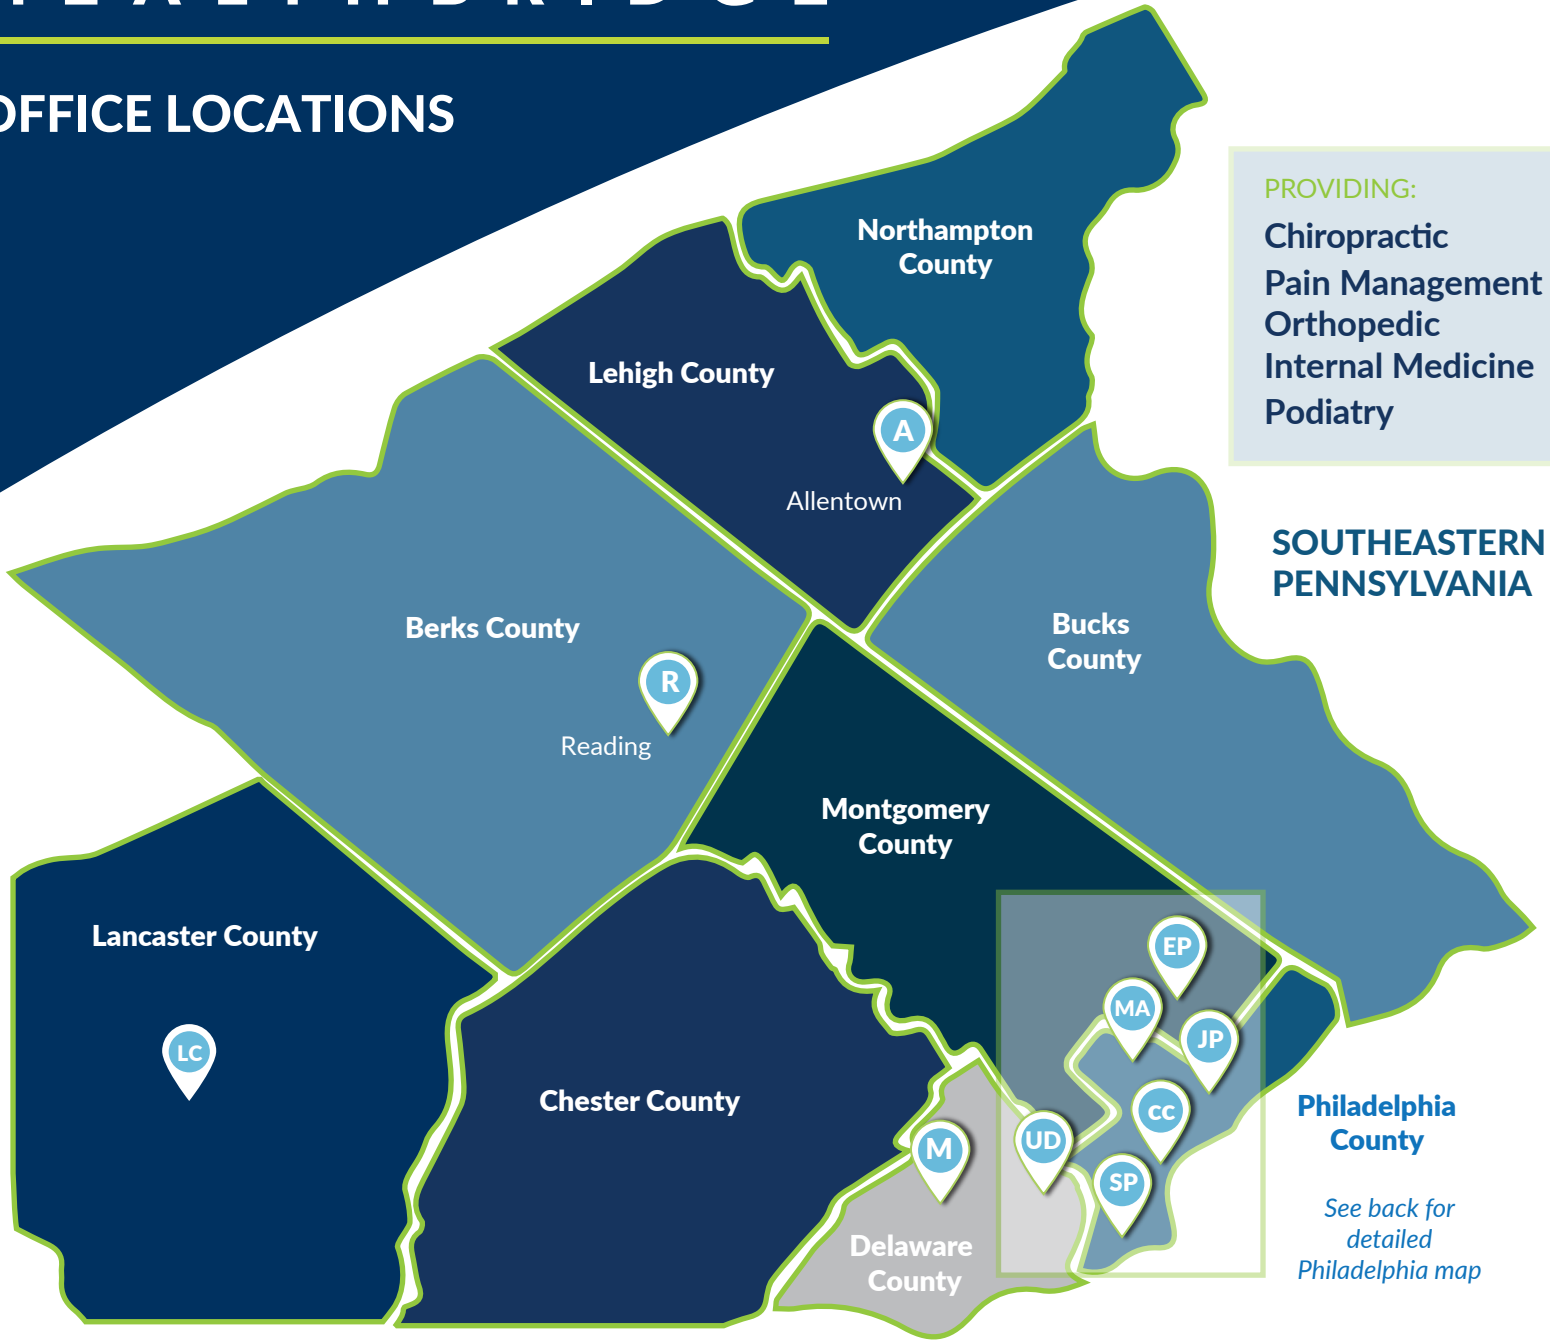 OFFICE LOCATIONS
PROVIDING:
Chiropractic
Pain Management
Orthopedic
Internal Medicine
Podiatry
SOUTHEASTERN
PENNSYLVANIA
Northampton
County
Lehigh County
A
Allentown
Berks County
R
Reading
Bucks
County
Montgomery
County
Lancaster County
LC
Chester County
EP
MA
JP
CC
UD
SP
M
Delaware
County
Philadelphia
County
See back for
detailed
Philadelphia map